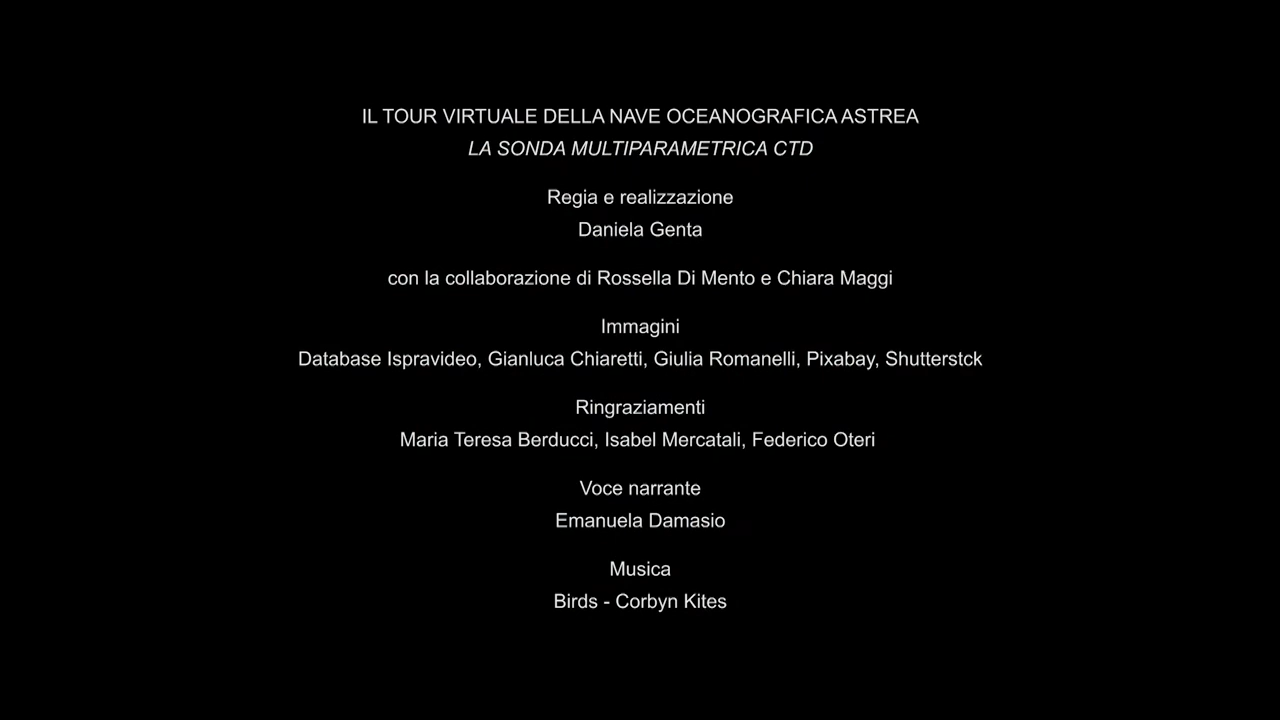 IL TOUR VIRTUALE DELLA NAVE OCEANOGRAFICA ASTREA
LA SONDA MULTIPARAMETRICA CTD
Regia e realizzazione
Daniela Genta
con la collaborazione di Rossella Di Mento e Chiara Maggi
Immagini
Database Ispravideo, Gianluca Chiaretti, Giulia Romanelli, Pixabay, Shutterstck
Ringraziamenti
Maria Teresa Berducci, Isabel Mercatali, Federico Oteri
Voce narrante
Emanuela Damasio
Musica
Birds - Corbyn Kites